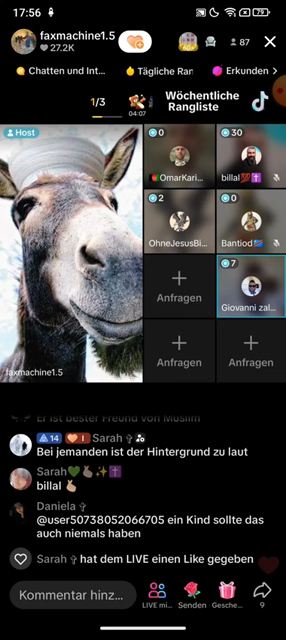 17:56
79
faxmachine1.5
27.2K
87
Chatten und Int...
Tägliche Ran
Erkunden
1/3
04:07
Wöchentliche
Rangliste
Host
0
30
OmarKari...
billal💯✝️
2
0
OhneJesusBi...
Bantiod
Anfragen
7
Giovanni zal...
Anfragen
Anfragen
faxmachine1.5
Er ist bester Freund von Muslim
14 I Sarah ✞
Bei jemanden ist der Hintergrund zu laut
Sarah💚🫰🏽✨✝️
billal 🫰🏼
Daniela ✞
@user50738052066705 ein Kind sollte das
auch niemals haben
Sarah ✞ hat dem LIVE einen Like gegeben
Kommentar hinz...
LIVE mi...
Senden
Gesche...
9